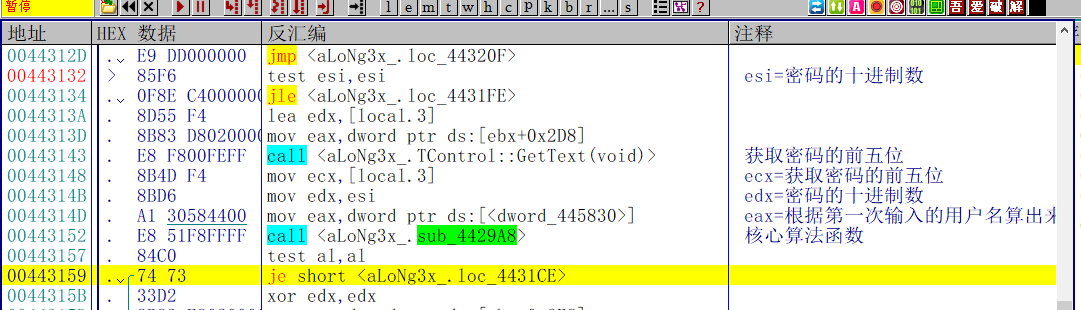 暂停 l e m t w h c p k b r ... s ? 吾 爱 破 解
地址 HEX 数据 反汇编 注释
0044312D . E9 DD000000 jmp <aLoNg3x_.loc_44320F>
00443132 > 85F6 test esi,esi esi=密码的十进制数
00443134 . 0F8E C4000000 jle <aLoNg3x_.loc_4431FE>
0044313A . 8D55 F4 lea edx,[local.3]
0044313D . 8B83 D8020000 mov eax,dword ptr ds:[ebx+0x2D8]
00443143 . E8 F800FEFF call <aLoNg3x_.TControl::GetText(void)> 获取密码的前五位
00443148 . 8B4D F4 mov ecx,[local.3] ecx=获取密码的前五位
0044314B . 8BD6 mov edx,esi edx=密码的十进制数
0044314D . A1 30584400 mov eax,dword ptr ds:[<dword_445830>] eax=根据第一次输入的用户名算出来
00443152 . E8 51F8FFFF call <aLoNg3x_.sub_4429A8> 核心算法函数
00443157 . 84C0 test al,al
00443159 . 74 73 je short <aLoNg3x_.loc_4431CE>
0044315B . 33D2 xor edx,edx